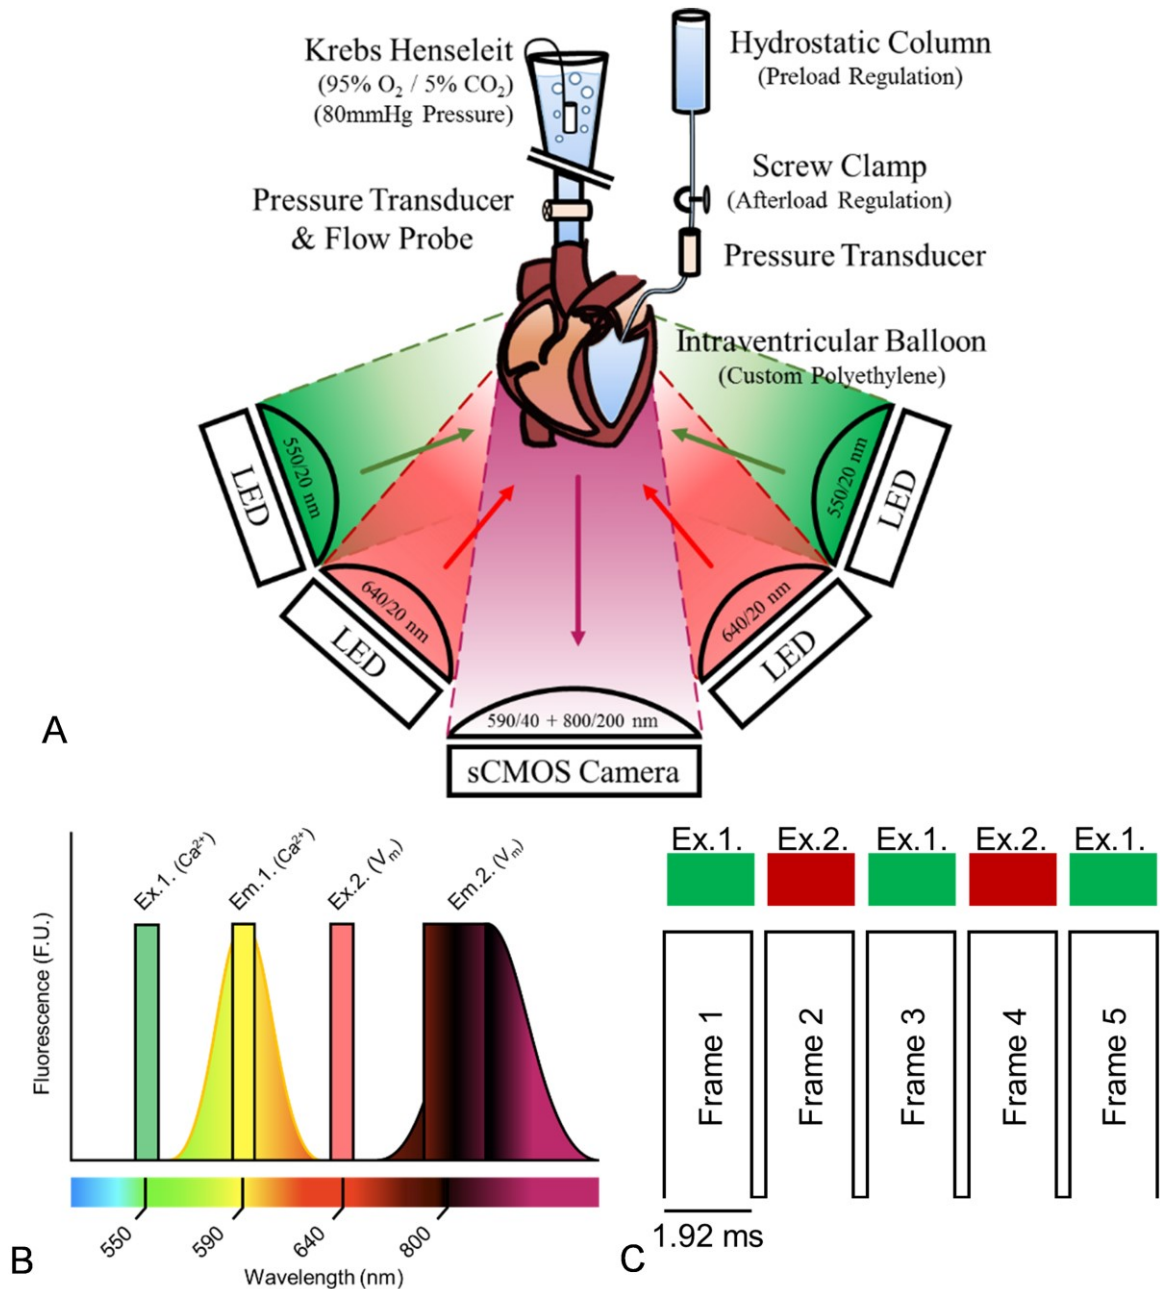 Krebs Henseleit
(95% O₂ / 5% CO₂)
(80mmHg Pressure)
Hydrostatic Column
(Preload Regulation)
Screw Clamp
(Afterload Regulation)
Pressure Transducer
& Flow Probe
Pressure Transducer
Intraventricular Balloon
(Custom Polyethylene)
550/20 nm
LED
550/20 nm
LED
640/20 nm
LED
640/20 nm
LED
590/40 + 800/200 nm
sCMOS Camera
A
Ex.1. (Ca²⁺)
Em.1. (Ca²⁺)
Ex.2. (Vₘ)
Em.2. (Vₘ)
Fluorescence (F.U.)
550
590
640
800
Wavelength (nm)
B
Ex.1.
Ex.2.
Ex.1.
Ex.2.
Ex.1.
Frame 1
Frame 2
Frame 3
Frame 4
Frame 5
1.92 ms
C